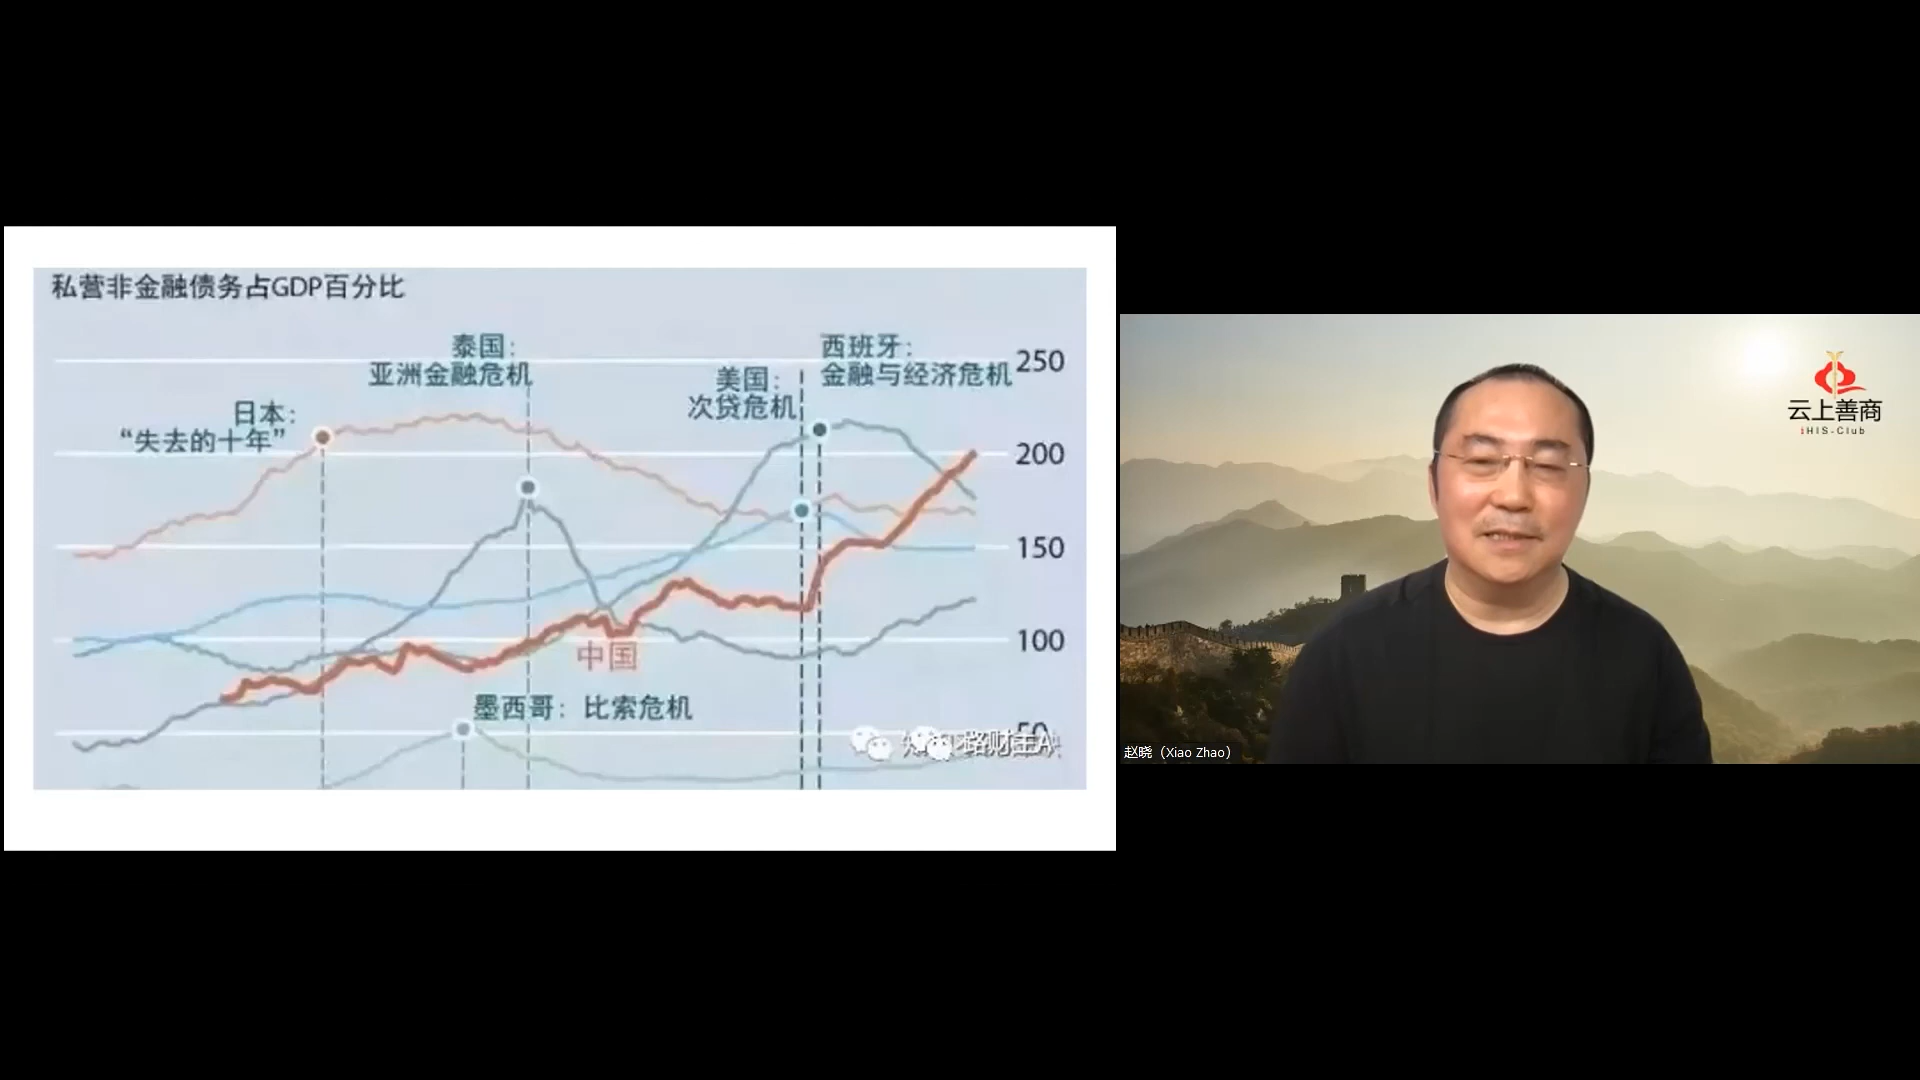 私营非金融债务占GDP百分比
泰国：
亚洲金融危机
西班牙：
金融与经济危机
美国：
次贷危机
日本：
“失去的十年”
250
200
150
100
50
中国
墨西哥：比索危机
云上善商
iHIS-Club
赵晓（Xiao Zhao）